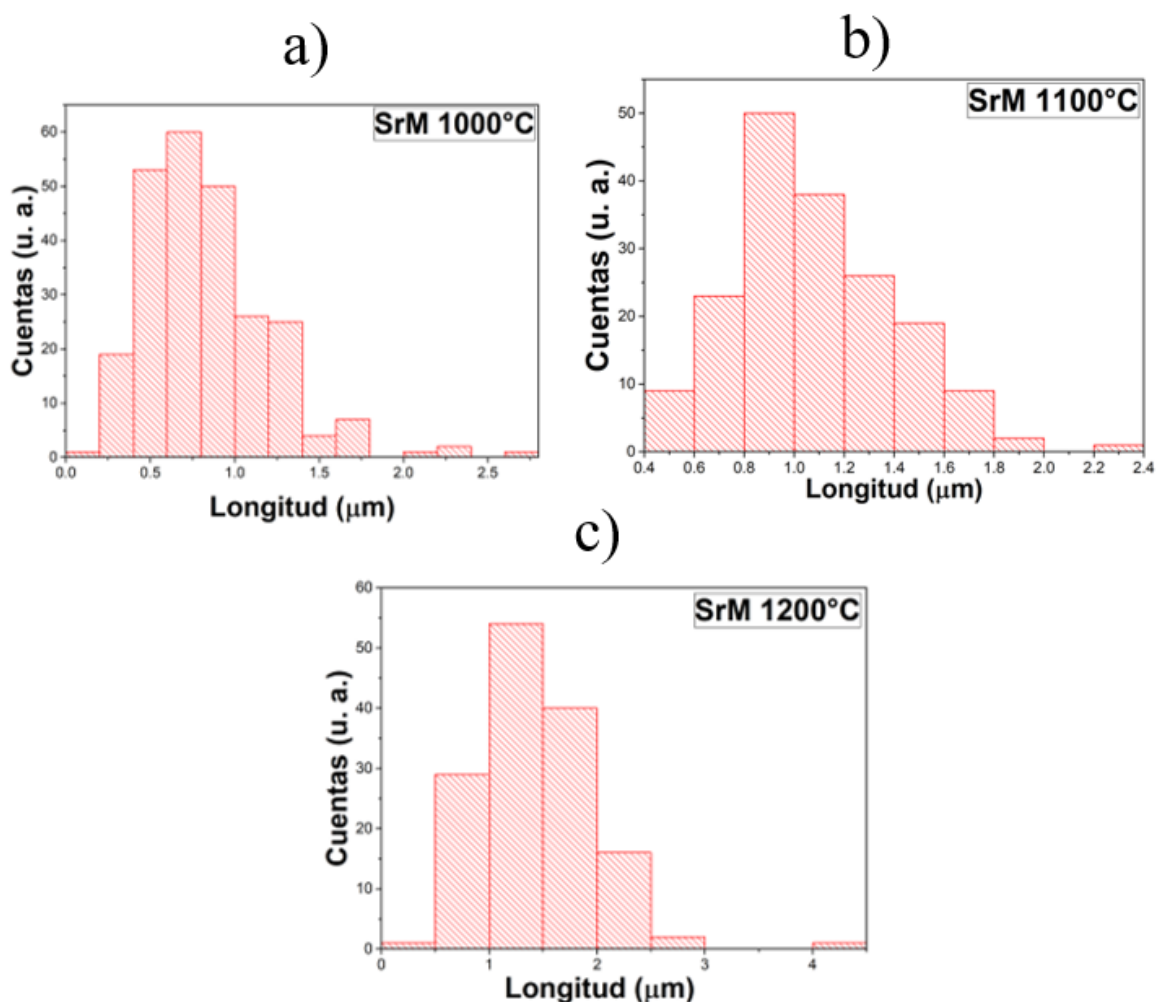 a)
SrM 1000°C
Cuentas (u. a.)
60
50
40
30
20
10
0
0.0 0.5 1.0 1.5 2.0 2.5
Longitud (μm)
b)
SrM 1100°C
Cuentas (u. a.)
50
40
30
20
10
0
0.4 0.6 0.8 1.0 1.2 1.4 1.6 1.8 2.0 2.2 2.4
Longitud (μm)
c)
SrM 1200°C
Cuentas (u. a.)
60
50
40
30
20
10
0
0 1 2 3 4
Longitud (μm)